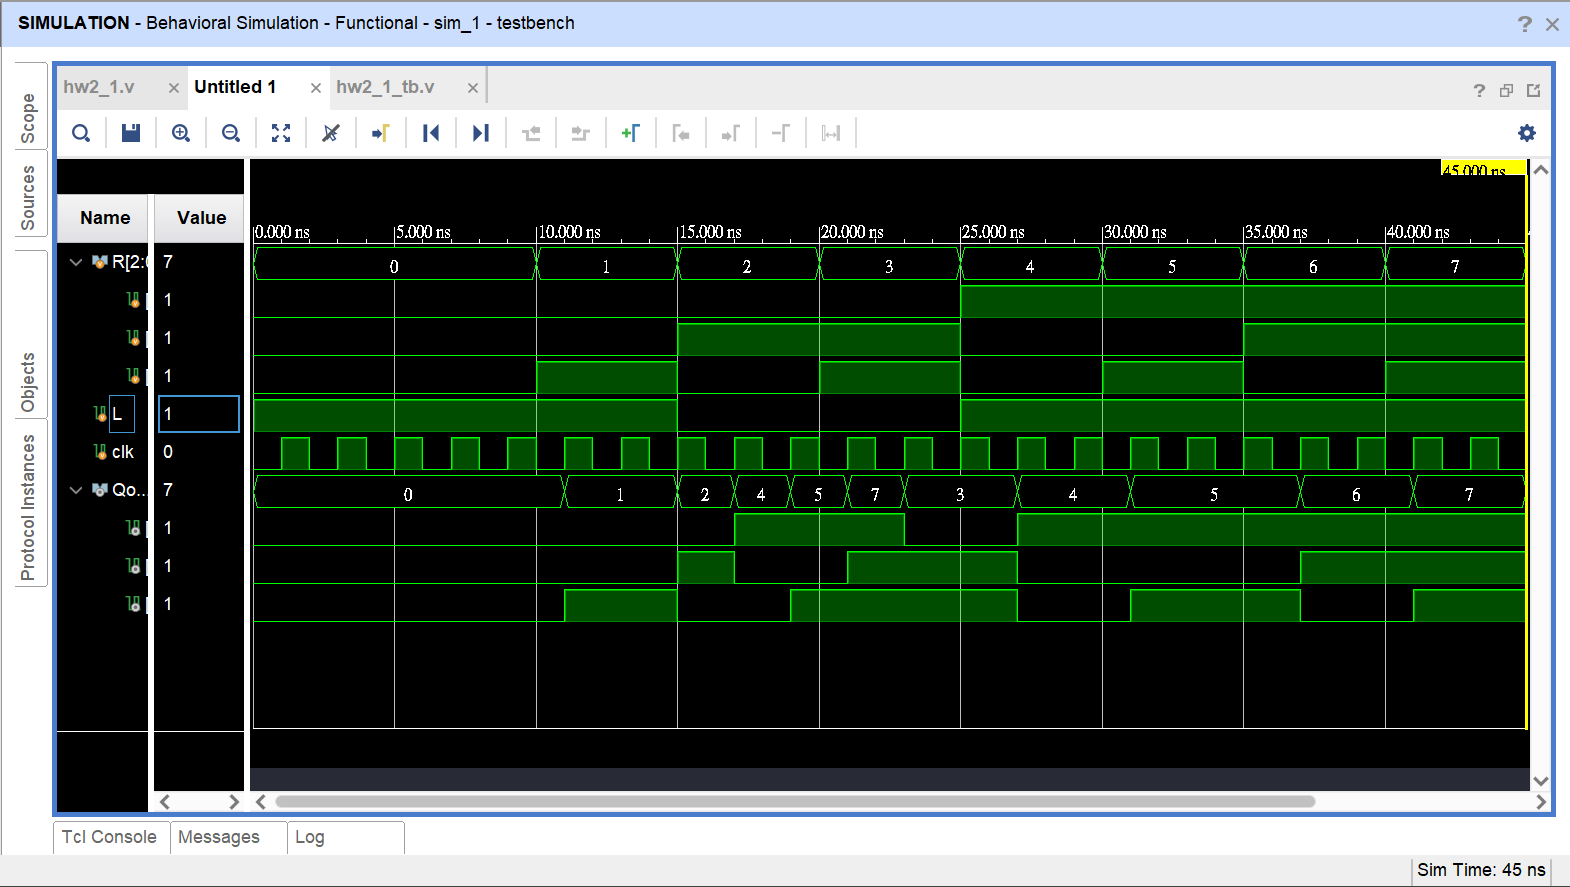 SIMULATION - Behavioral Simulation - Functional - sim_1 - testbench
Scope
Sources
Objects
Protocol Instances
hw2_1.v
Untitled 1
hw2_1_tb.v
45.000 ns
Name Value
0.000 ns 5.000 ns 10.000 ns 15.000 ns 20.000 ns 25.000 ns 30.000 ns 35.000 ns 40.000 ns
R[2:0 7 0 1 2 3 4 5 6 7
1
1
1
L 1
clk 0
Qo... 7 0 1 2 4 5 7 3 4 5 6 7
1
1
1
Tcl Console Messages Log
Sim Time: 45 ns